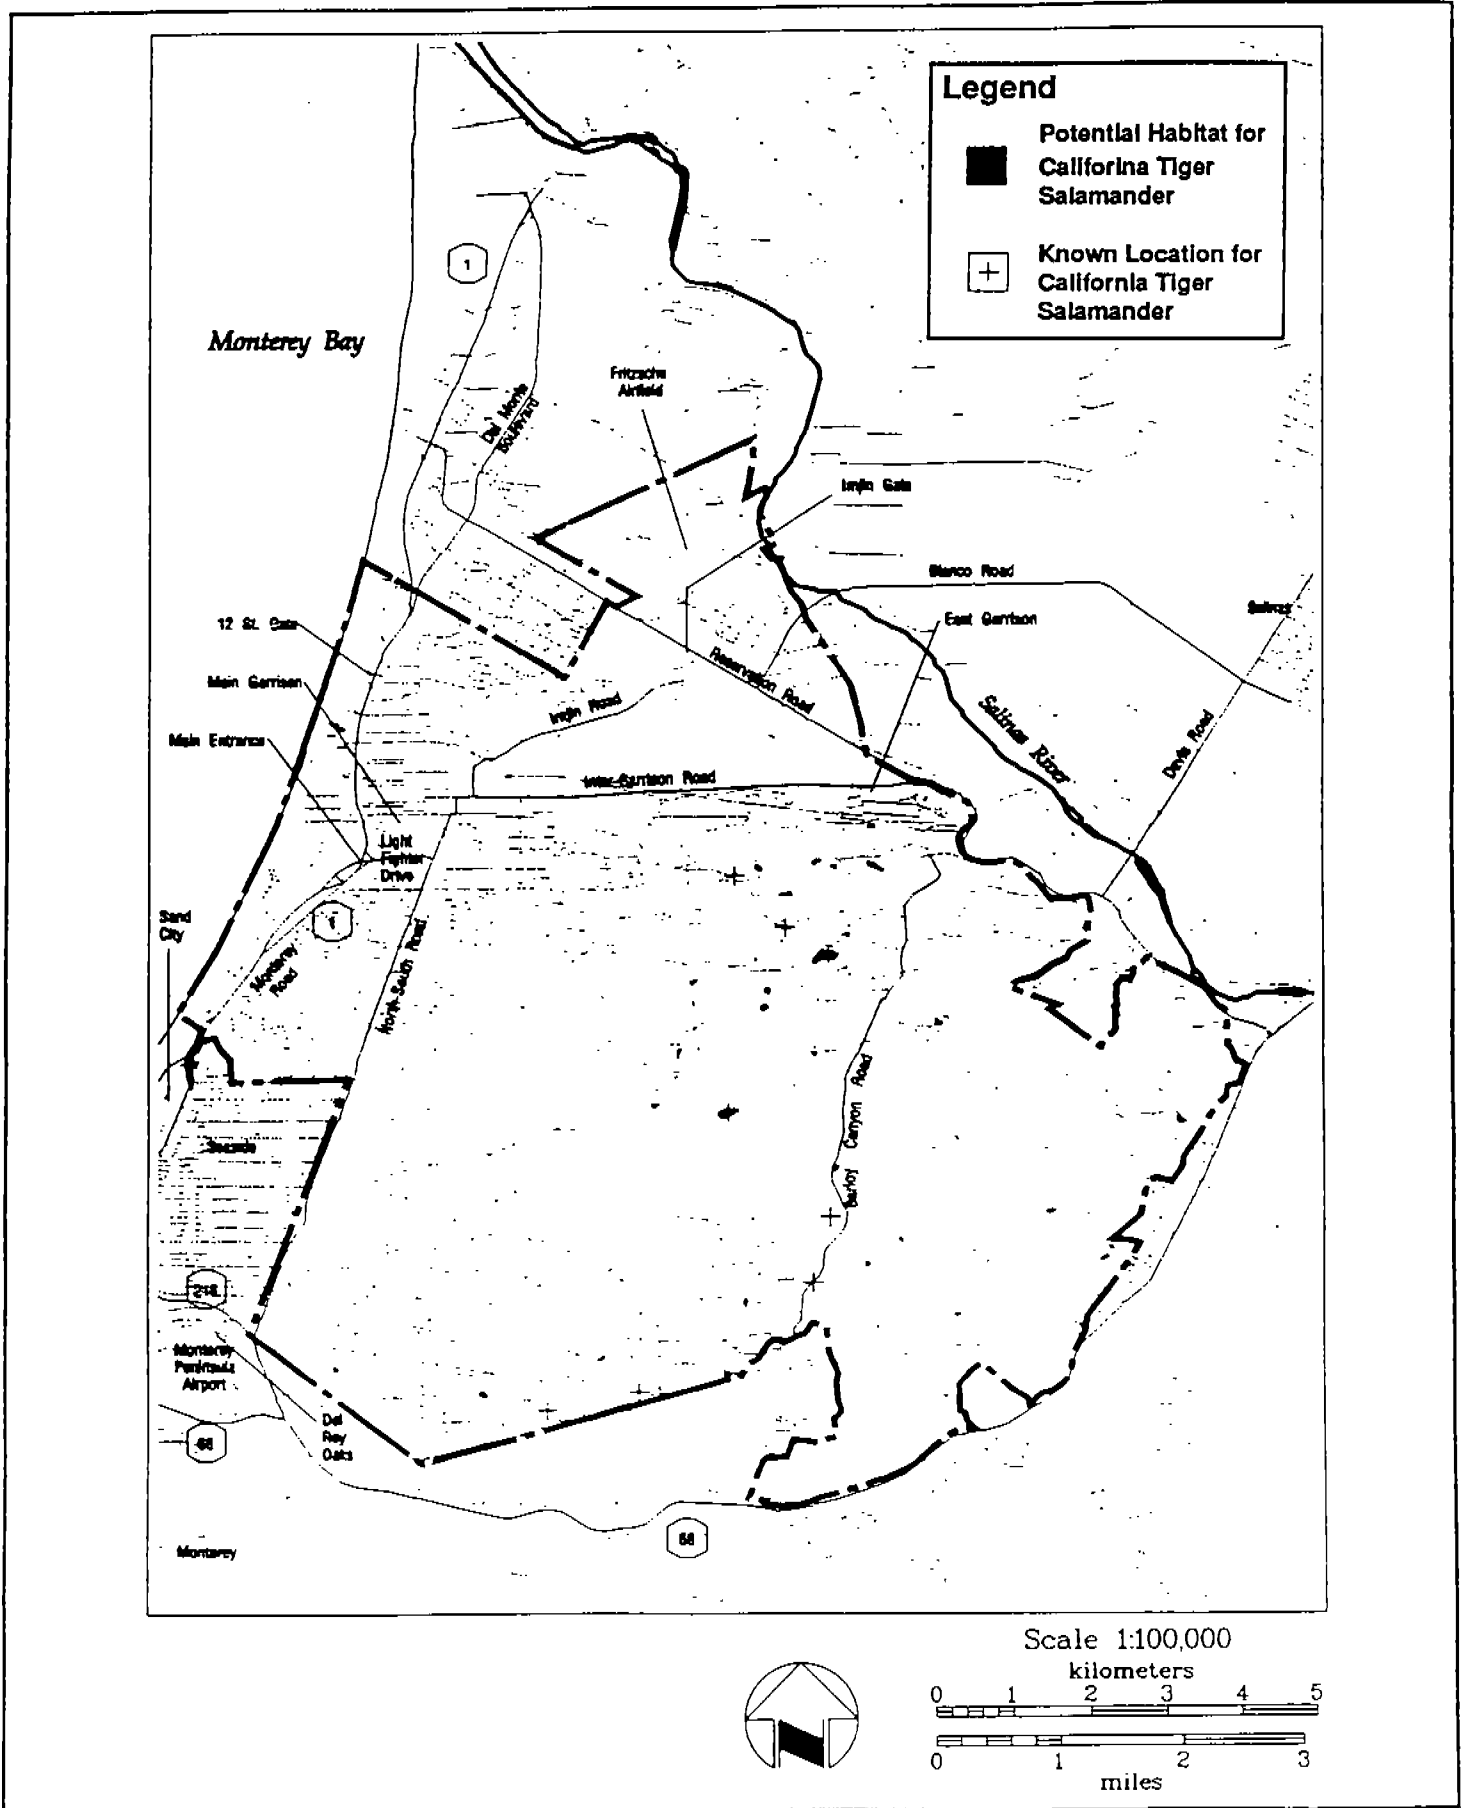 Legend
Potential Habitat for
Califorina Tiger
Salamander
Known Location for
California Tiger
Salamander
1
Monterey Bay
Fritzsche
Airfield
Del Monte
Boulevard
Imjin Gate
Blanco Road
Salinas
12 St. Gate
East Garrison
Main Garrison
Reservation Road
Imjin Road
Salinas River
Davis Road
Main Entrance
Inter-Garrison Road
Light
Fighter
Drive
Sand
City
1
Monterey
Road
North-South Road
Barloy Canyon Road
Seaside
218
Monterey
Peninsula
Airport
Del
Rey
Oaks
68
68
Monterey
Scale 1:100,000
kilometers
0 1 2 3 4 5
0 1 2 3
miles